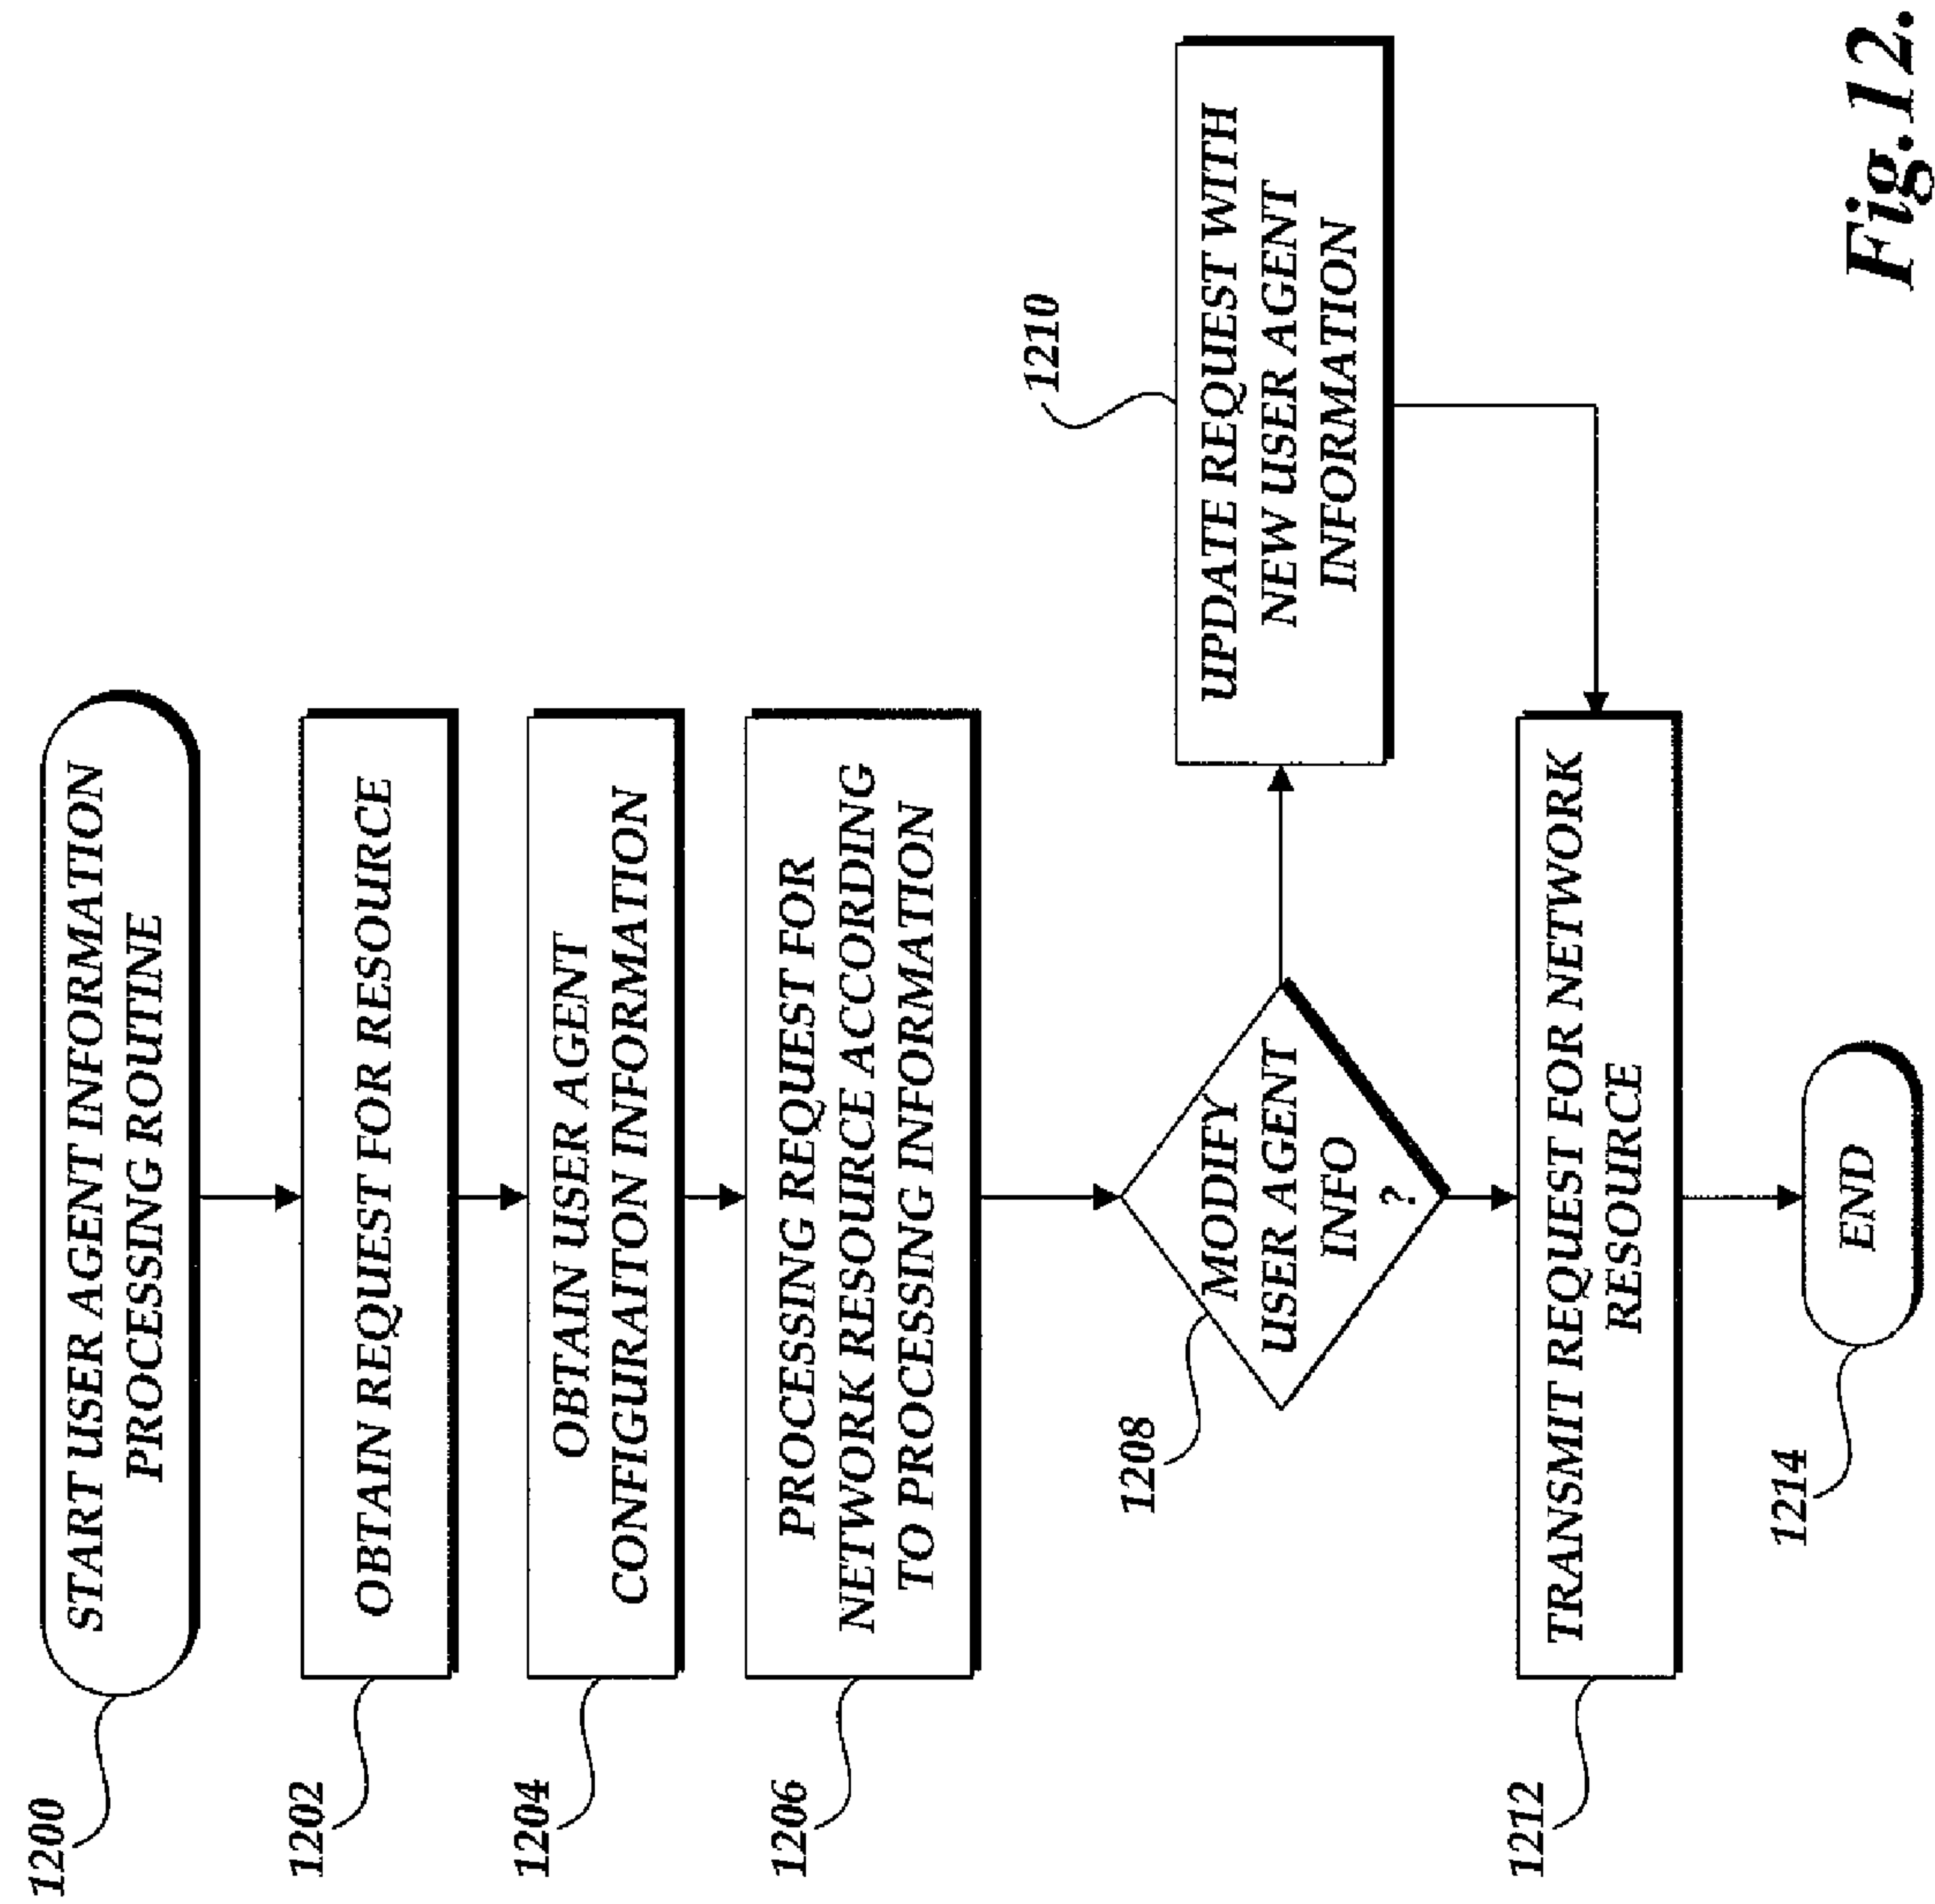 1200
START USER AGENT INFORMATION
PROCESSING ROUTINE
1202
OBTAIN REQUEST FOR RESOURCE
1204
OBTAIN USER AGENT
CONFIGURAITON INFORMATION
1206
PROCESSING REQUEST FOR
NETWORK RESOURCE ACCORDING
TO PROCESSING INFORMATION
1208
MODIFY
USER AGENT
INFO
?
1210
UPDATE REQUEST WITH
NEW USER AGENT
INFORMATION
1212
TRANSMIT REQUEST FOR NETWORK
RESOURCE
1214
END
Fig.12.